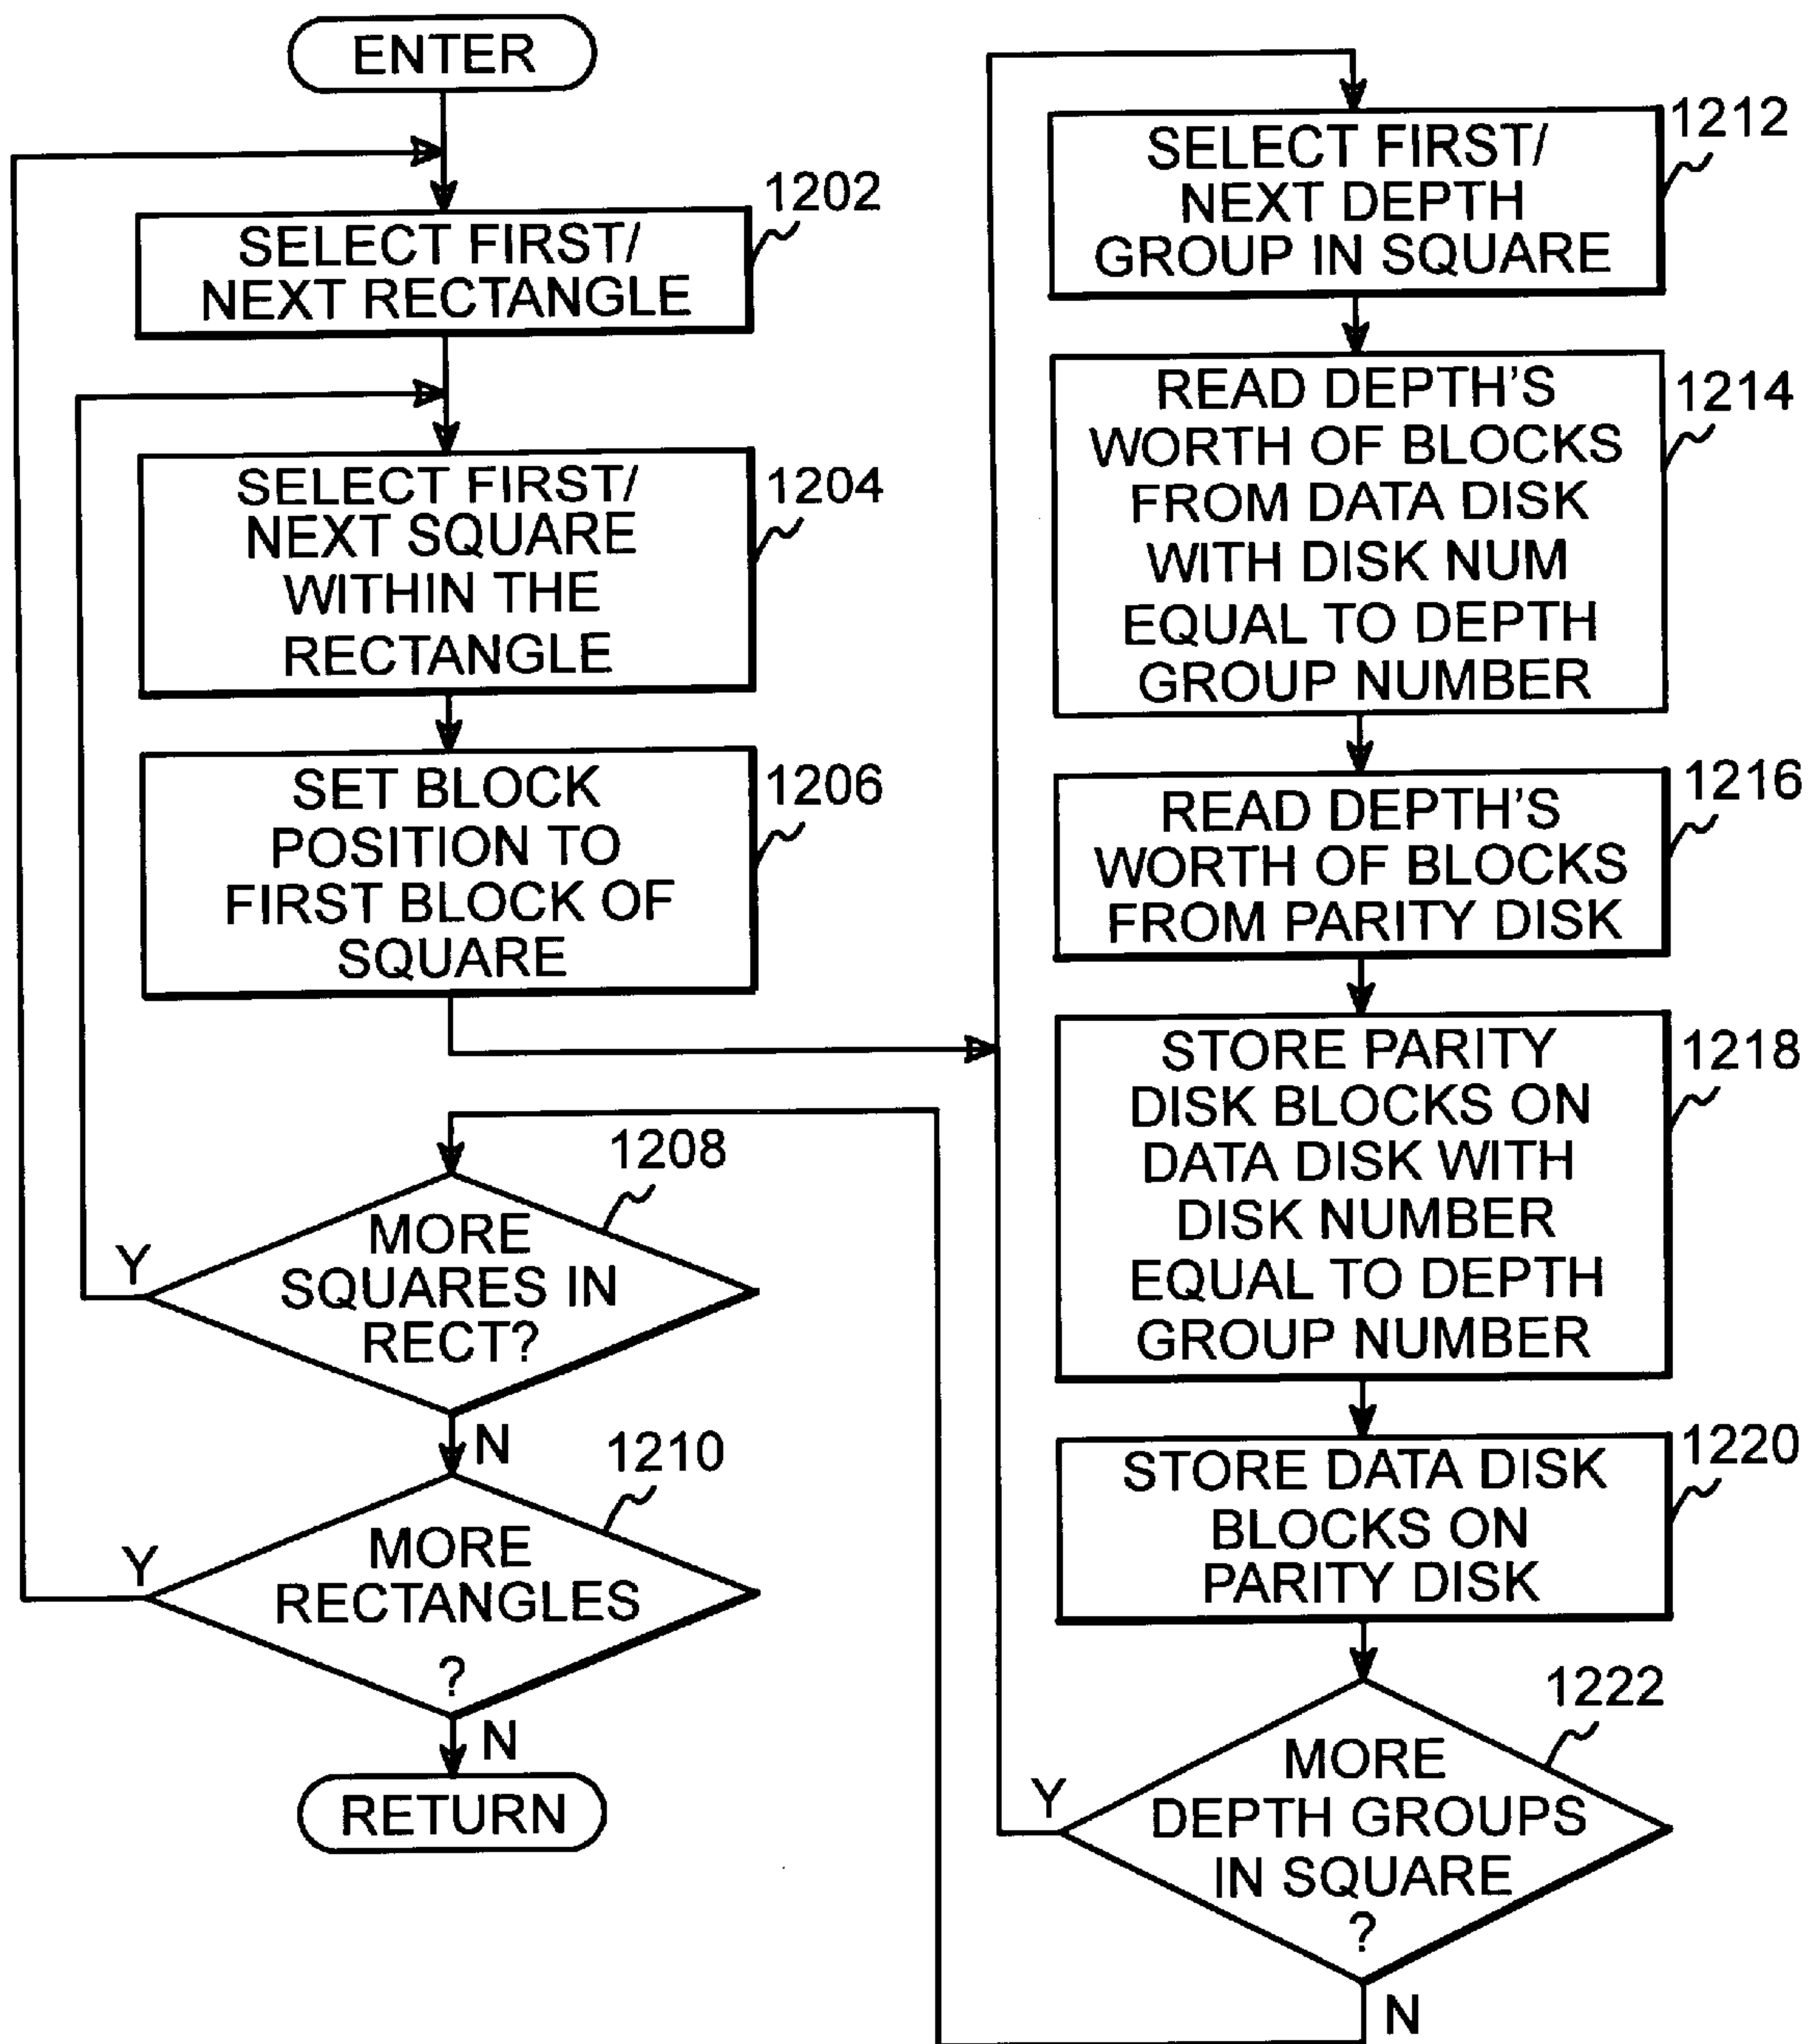 ENTER
1202
SELECT FIRST/
NEXT RECTANGLE
1204
SELECT FIRST/
NEXT SQUARE
WITHIN THE
RECTANGLE
1206
SET BLOCK
POSITION TO
FIRST BLOCK OF
SQUARE
1208
MORE
SQUARES IN
RECT?
Y
N
1210
MORE
RECTANGLES
?
Y
N
RETURN
1212
SELECT FIRST/
NEXT DEPTH
GROUP IN SQUARE
1214
READ DEPTH'S
WORTH OF BLOCKS
FROM DATA DISK
WITH DISK NUM
EQUAL TO DEPTH
GROUP NUMBER
1216
READ DEPTH'S
WORTH OF BLOCKS
FROM PARITY DISK
1218
STORE PARITY
DISK BLOCKS ON
DATA DISK WITH
DISK NUMBER
EQUAL TO DEPTH
GROUP NUMBER
1220
STORE DATA DISK
BLOCKS ON
PARITY DISK
1222
MORE
DEPTH GROUPS
IN SQUARE
?
Y
N